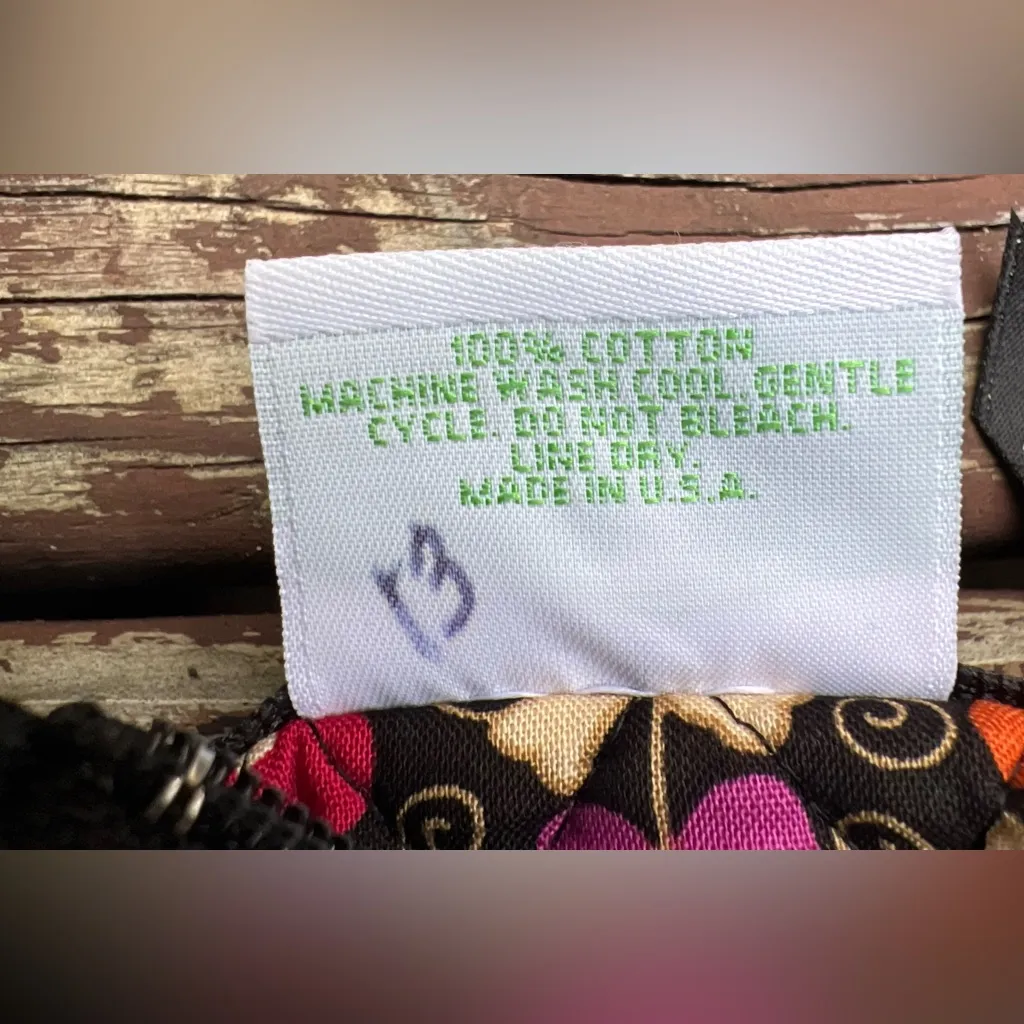 100% COTTON
MACHINE WASH COOL, GENTLE
CYCLE. DO NOT BLEACH.
LINE DRY.
MADE IN U.S.A.
13